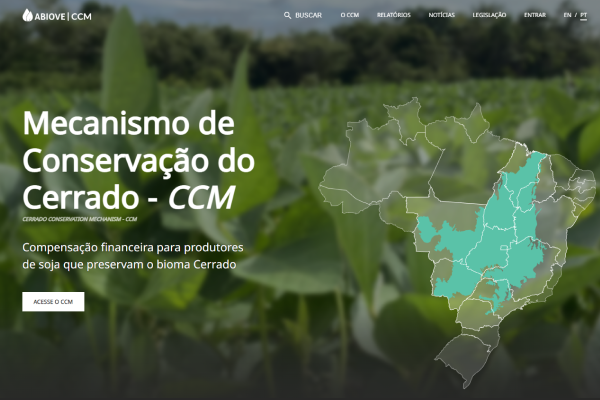 ABIOVE | CCM
BUSCAR
O CCM
RELATÓRIOS
NOTÍCIAS
LEGISLAÇÃO
ENTRAR
EN / PT
Mecanismo de
Conservação do
Cerrado - CCM
CERRADO CONSERVATION MECHANISM - CCM
Compensação financeira para produtores
de soja que preservam o bioma Cerrado
ACESSE O CCM